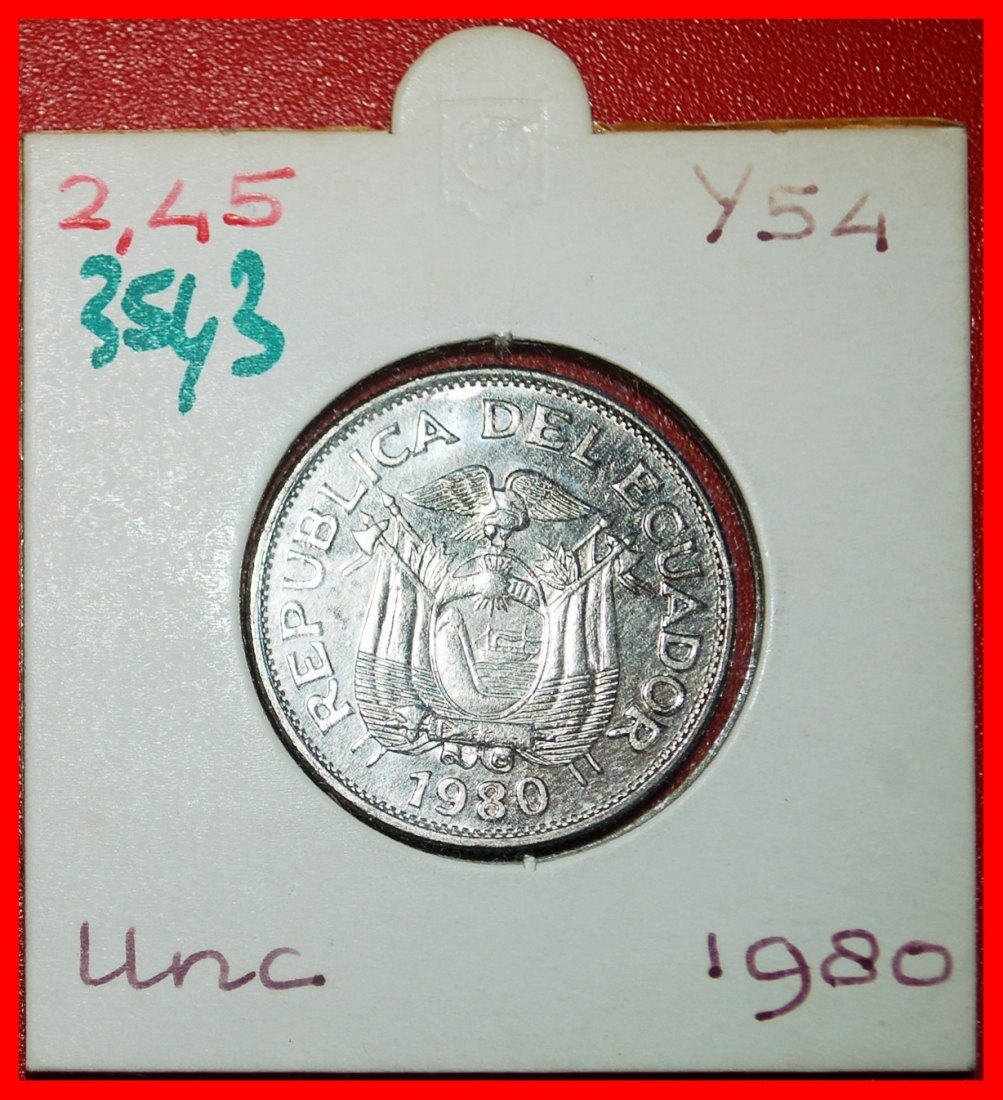 2,45
Y54
3543
REPUBLICA DEL ECUADOR
1980
Unc.
1980